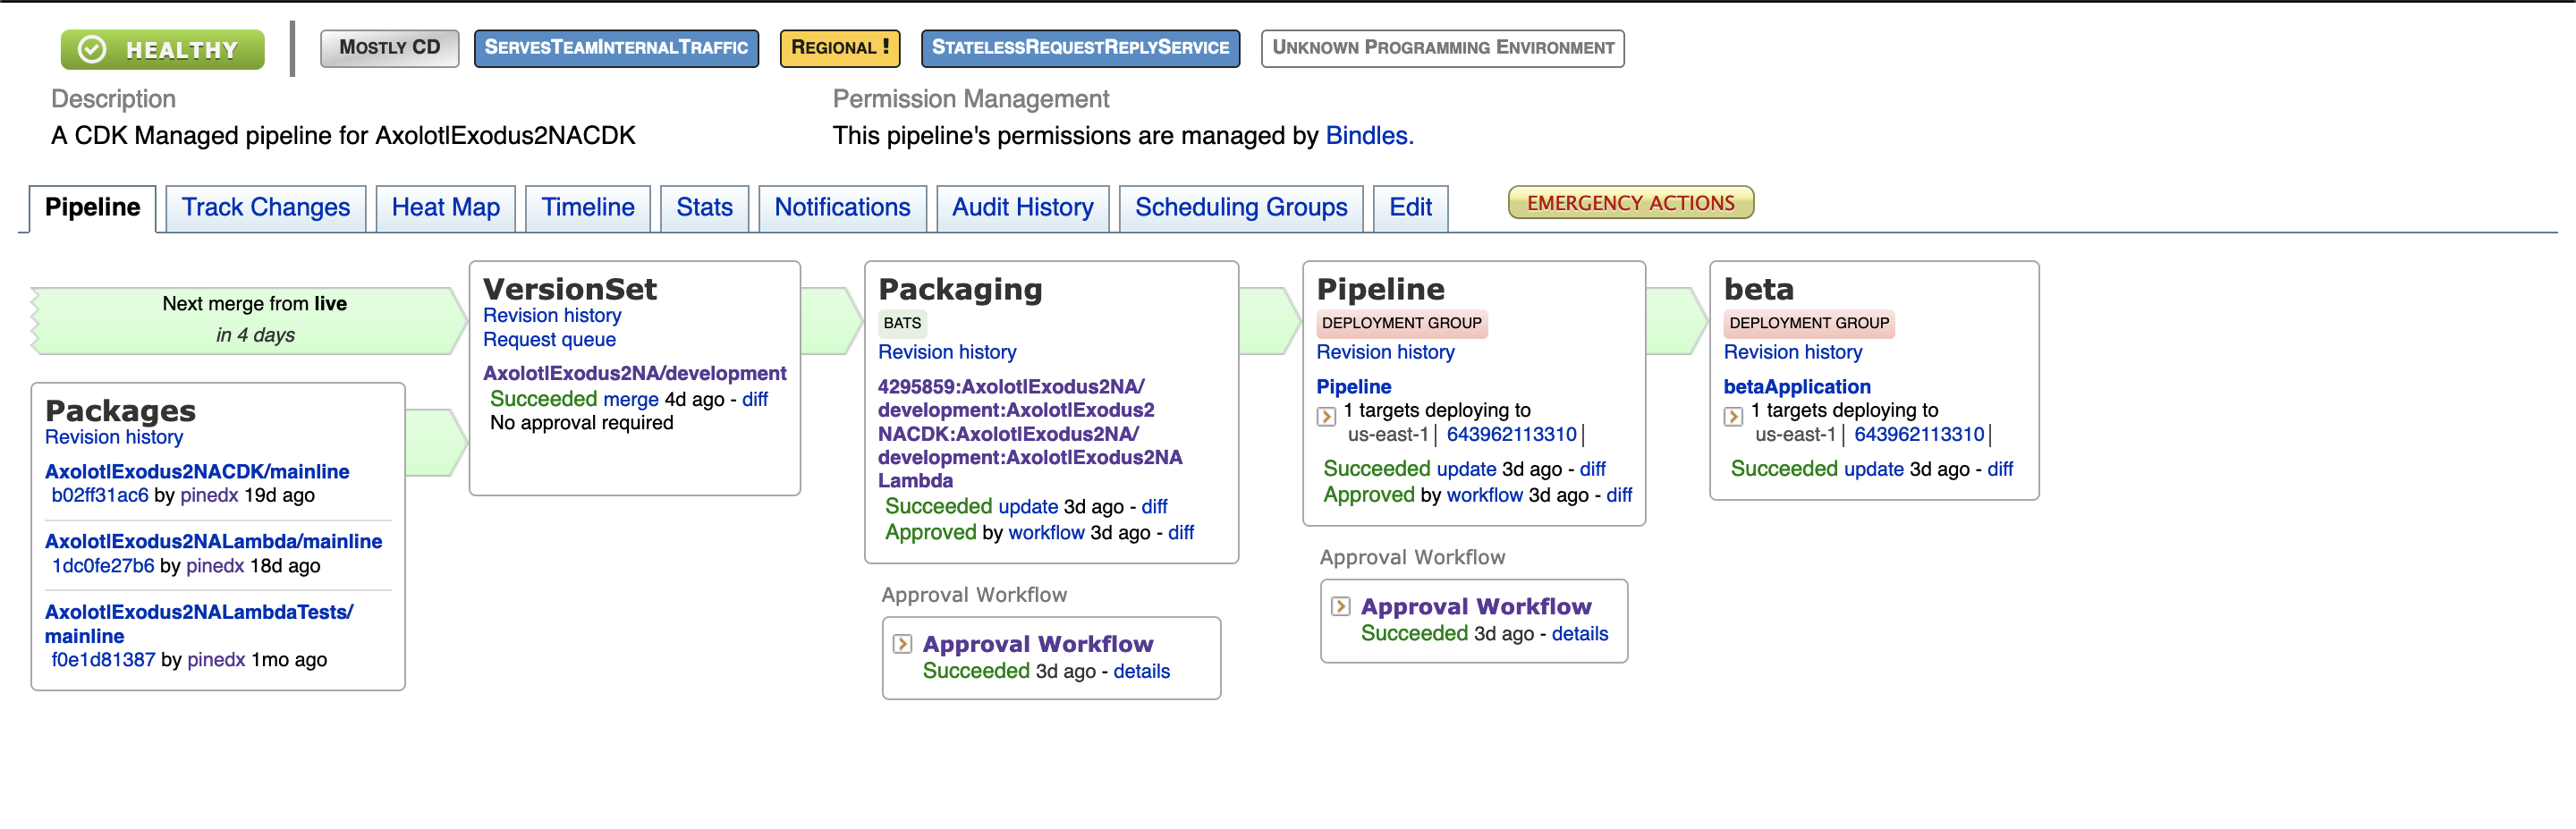 HEALTHY
MOSTLY CD
SERVESTEAMINTERNALTRAFFIC
REGIONAL !
STATELESSREQUESTREPLYSERVICE
UNKNOWN PROGRAMMING ENVIRONMENT
Description
A CDK Managed pipeline for AxolotlExodus2NACDK
Permission Management
This pipeline's permissions are managed by Bindles.
Pipeline
Track Changes
Heat Map
Timeline
Stats
Notifications
Audit History
Scheduling Groups
Edit
EMERGENCY ACTIONS
Next merge from live
in 4 days
Packages
Revision history
AxolotlExodus2NACDK/mainline
b02ff31ac6 by pinedx 19d ago
AxolotlExodus2NALambda/mainline
1dc0fe27b6 by pinedx 18d ago
AxolotlExodus2NALambdaTests/
mainline
f0e1d81387 by pinedx 1mo ago
VersionSet
Revision history
Request queue
AxolotlExodus2NA/development
Succeeded merge 4d ago - diff
No approval required
Packaging
BATS
Revision history
4295859:AxolotlExodus2NA/
development:AxolotlExodus2
NACDK:AxolotlExodus2NA/
development:AxolotlExodus2NA
Lambda
Succeeded update 3d ago - diff
Approved by workflow 3d ago - diff
Approval Workflow
Approval Workflow
Succeeded 3d ago - details
Pipeline
DEPLOYMENT GROUP
Revision history
Pipeline
1 targets deploying to
us-east-1 | 643962113310 |
Succeeded update 3d ago - diff
Approved by workflow 3d ago - diff
Approval Workflow
Approval Workflow
Succeeded 3d ago - details
beta
DEPLOYMENT GROUP
Revision history
betaApplication
1 targets deploying to
us-east-1 | 643962113310 |
Succeeded update 3d ago - diff